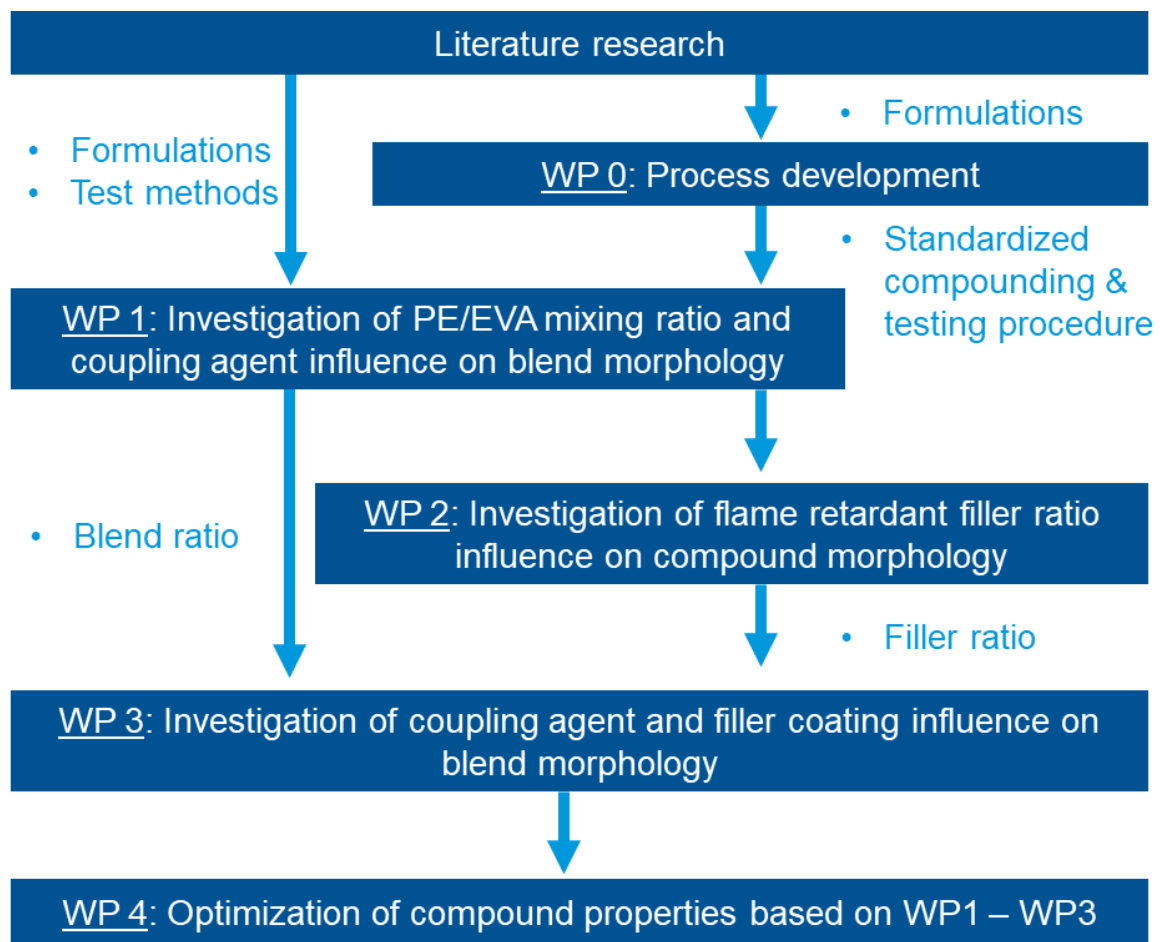 Literature research
• Formulations
• Formulations
• Test methods
WP 0: Process development
• Standardized
compounding &
testing procedure
WP 1: Investigation of PE/EVA mixing ratio and
coupling agent influence on blend morphology
WP 2: Investigation of flame retardant filler ratio
influence on compound morphology
• Blend ratio
• Filler ratio
WP 3: Investigation of coupling agent and filler coating influence on
blend morphology
WP 4: Optimization of compound properties based on WP1 – WP3